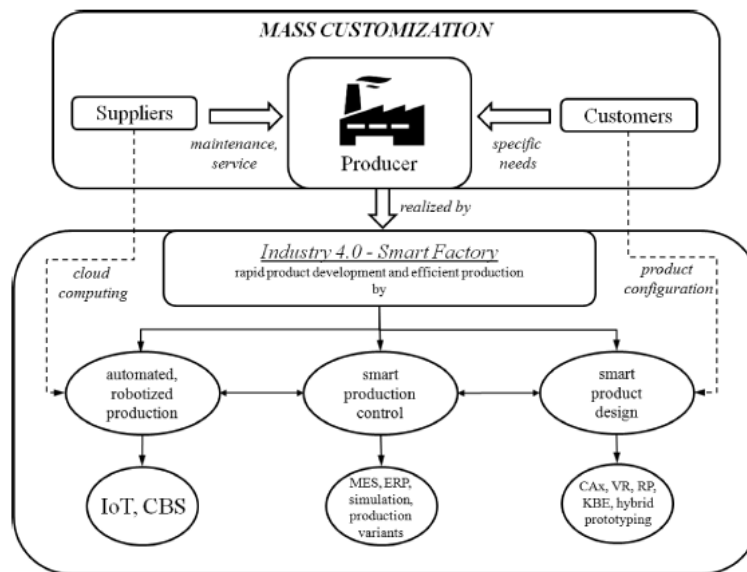 MASS CUSTOMIZATION
Suppliers
Customers
maintenance,
service
specific
needs
Producer
realized by
Industry 4.0 - Smart Factory
rapid product development and efficient production
by
cloud
computing
product
configuration
automated,
robotized
production
smart
production
control
smart
product
design
IoT, CBS
MES, ERP,
simulation,
production
variants
CAx, VR, RP,
KBE, hybrid
prototyping